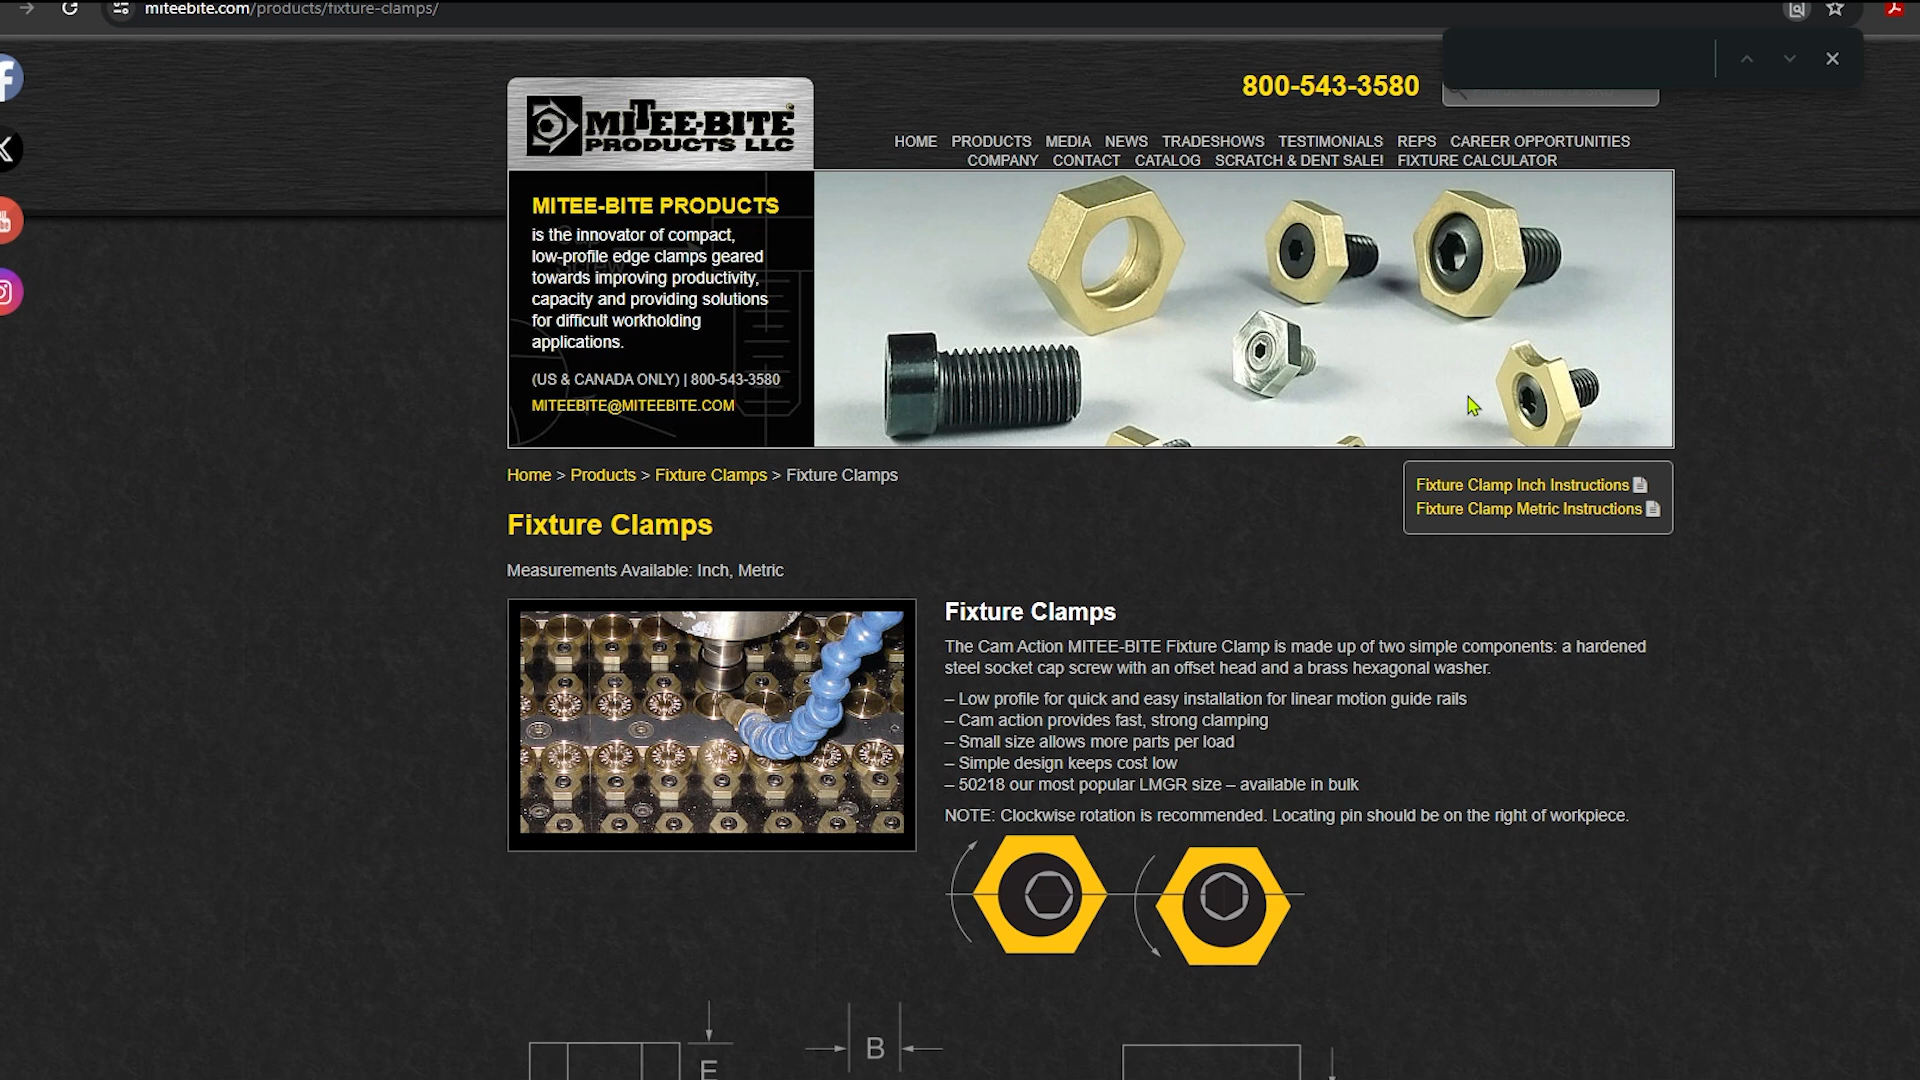 miteebite.com/products/fixture-clamps/
800-543-3580
MITEE-BITE
PRODUCTS LLC
HOME PRODUCTS MEDIA NEWS TRADESHOWS TESTIMONIALS REPS CAREER OPPORTUNITIES
COMPANY CONTACT CATALOG SCRATCH & DENT SALE! FIXTURE CALCULATOR
MITEE-BITE PRODUCTS
is the innovator of compact,
low-profile edge clamps geared
towards improving productivity,
capacity and providing solutions
for difficult workholding
applications.
(US & CANADA ONLY) | 800-543-3580
MITEEBITE@MITEEBITE.COM
Home > Products > Fixture Clamps > Fixture Clamps
Fixture Clamp Inch Instructions
Fixture Clamp Metric Instructions
Fixture Clamps
Measurements Available: Inch, Metric
Fixture Clamps
The Cam Action MITEE-BITE Fixture Clamp is made up of two simple components: a hardened
steel socket cap screw with an offset head and a brass hexagonal washer.
– Low profile for quick and easy installation for linear motion guide rails
– Cam action provides fast, strong clamping
– Small size allows more parts per load
– Simple design keeps cost low
– 50218 our most popular LMGR size – available in bulk
NOTE: Clockwise rotation is recommended. Locating pin should be on the right of workpiece.
B
E